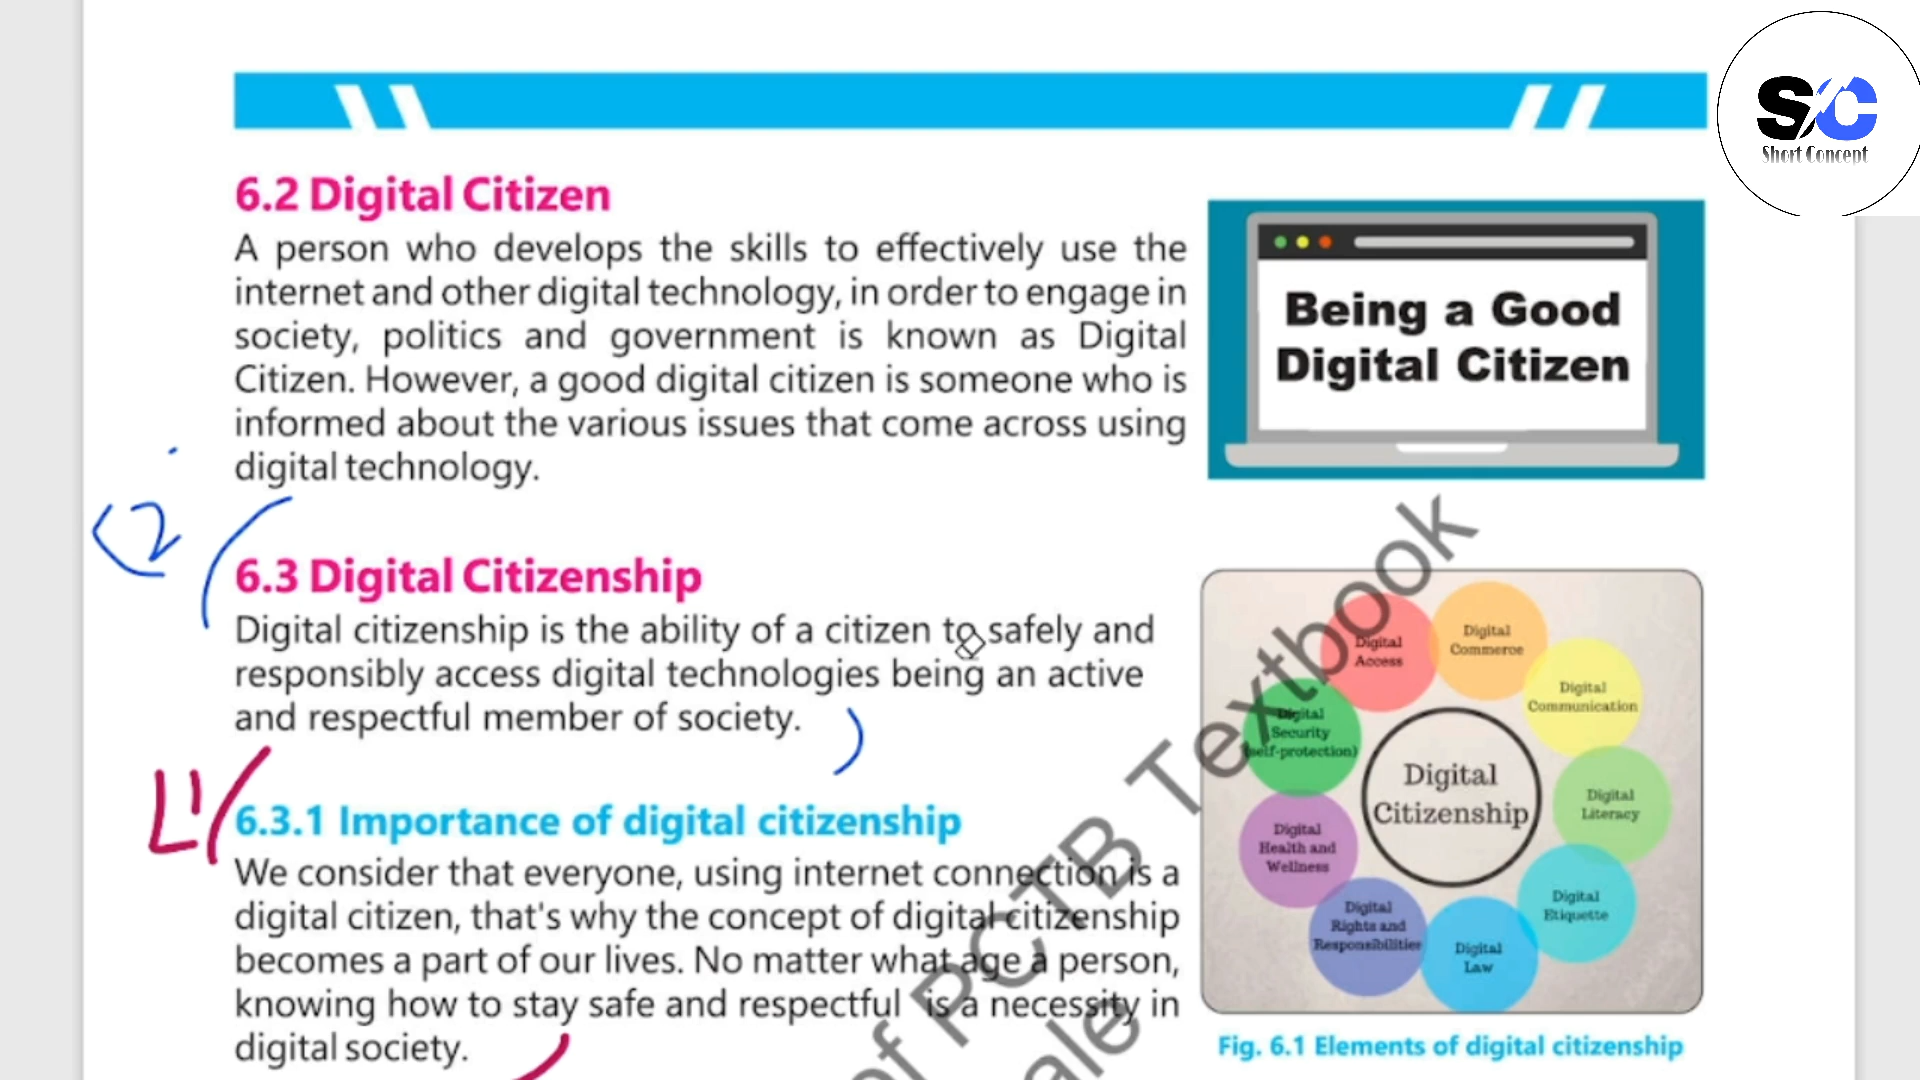 SC
Short Concept
6.2 Digital Citizen
A person who develops the skills to effectively use the
internet and other digital technology, in order to engage in
society, politics and government is known as Digital
Citizen. However, a good digital citizen is someone who is
informed about the various issues that come across using
digital technology.
Being a Good
Digital Citizen
(2
6.3 Digital Citizenship
Digital citizenship is the ability of a citizen to safely and
responsibly access digital technologies being an active
and respectful member of society.
6.3.1 Importance of digital citizenship
We consider that everyone, using internet connection is a
digital citizen, that's why the concept of digital citizenship
becomes a part of our lives. No matter what age a person,
knowing how to stay safe and respectful is a necessity in
digital society.
Digital
Access
Digital
Commerce
Digital
Communication
Digital
Literacy
Digital
Etiquette
Digital
Law
Digital
Rights and
Responsibilities
Digital
Health and
Wellness
Digital
Security
(self-protection)
Digital
Citizenship
Fig. 6.1 Elements of digital citizenship
of PCTB Textbook